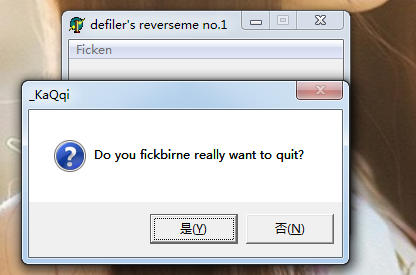 defiler's reverseme no.1
Ficken
_KaQqi
Do you fickbirne really want to quit?
是(Y)
否(N)